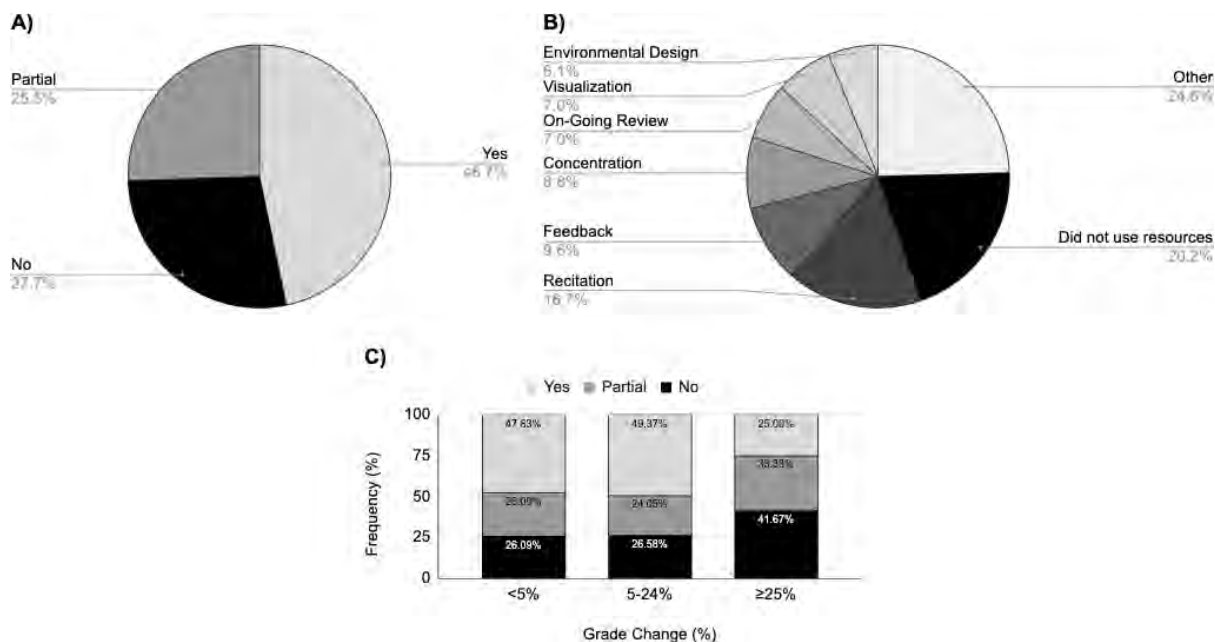 A)
Partial
25.5%
Yes
46.7%
No
27.7%
B)
Environmental Design
6.1%
Visualization
7.0%
On-Going Review
7.0%
Concentration
8.8%
Feedback
9.6%
Recitation
16.7%
Other
24.6%
Did not use resources
20.2%
C)
Yes Partial No
Frequency (%)
100
75
50
25
0
47.83%
26.09%
26.09%
49.37%
24.05%
26.58%
25.00%
33.33%
41.67%
<5% 5-24% ≥25%
Grade Change (%)